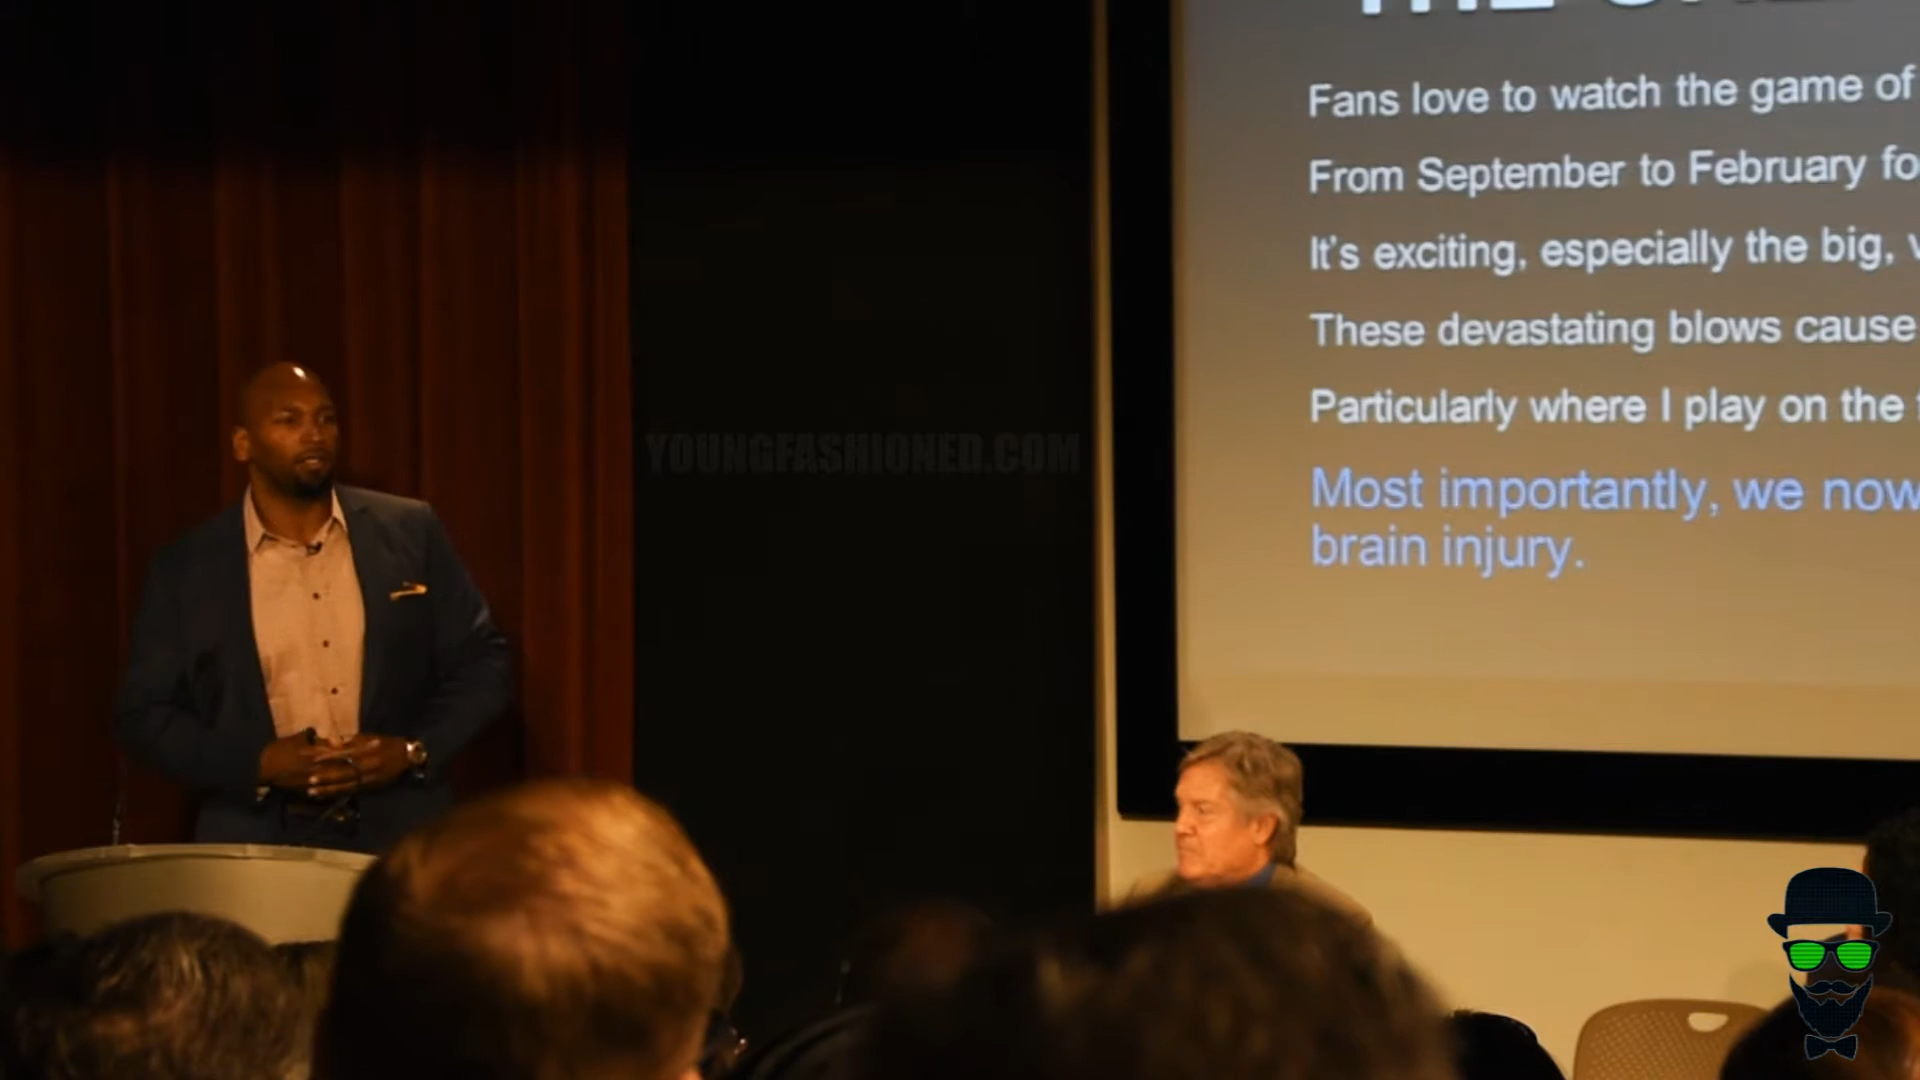 Fans love to watch the game of
From September to February
It's exciting, especially the big,
These devastating blows cause
Particularly where I play on the
Most importantly, we now
brain injury.
YOUNGFASHIONED.COM